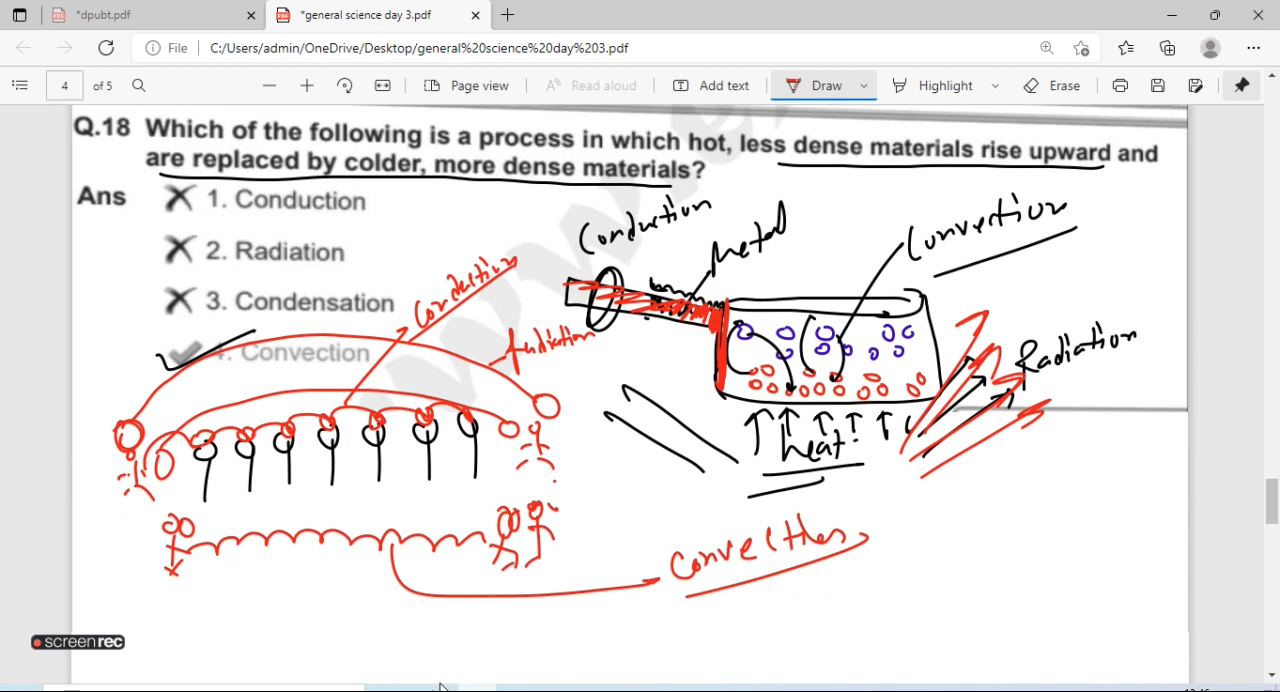 *dpubt.pdf
*general science day 3.pdf
File
C:/Users/admin/OneDrive/Desktop/general%20science%20day%203.pdf
4 of 5
Page view
Read aloud
Add text
Draw
Highlight
Erase
Q.18 Which of the following is a process in which hot, less dense materials rise upward and
are replaced by colder, more dense materials?
Ans
1. Conduction
2. Radiation
3. Condensation
4. Convection
Conduction
Metal
Convertion
Radiation
heat
Radiation
screenrec